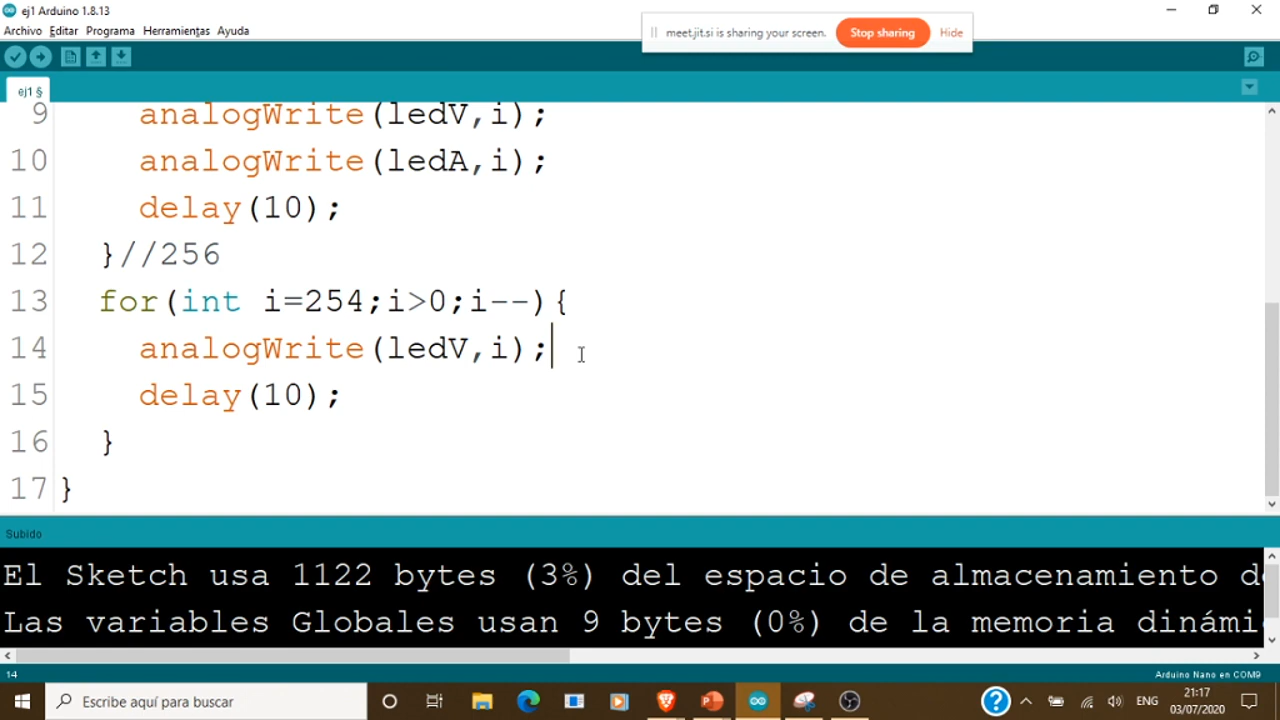 ej1 Arduino 1.8.13
Archivo Editar Programa Herramientas Ayuda
meet.jit.si is sharing your screen. Stop sharing Hide
ej1 §
9 analogWrite(ledV,i);
10 analogWrite(ledA,i);
11 delay(10);
12 }//256
13 for(int i=254;i>0;i--){
14 analogWrite(ledV,i);
15 delay(10);
16 }
17 }
Subido
El Sketch usa 1122 bytes (3%) del espacio de almacenamiento d
Las variables Globales usan 9 bytes (0%) de la memoria dinámi
14
Arduino Nano en COM9
Escribe aquí para buscar
ENG
21:17
03/07/2020